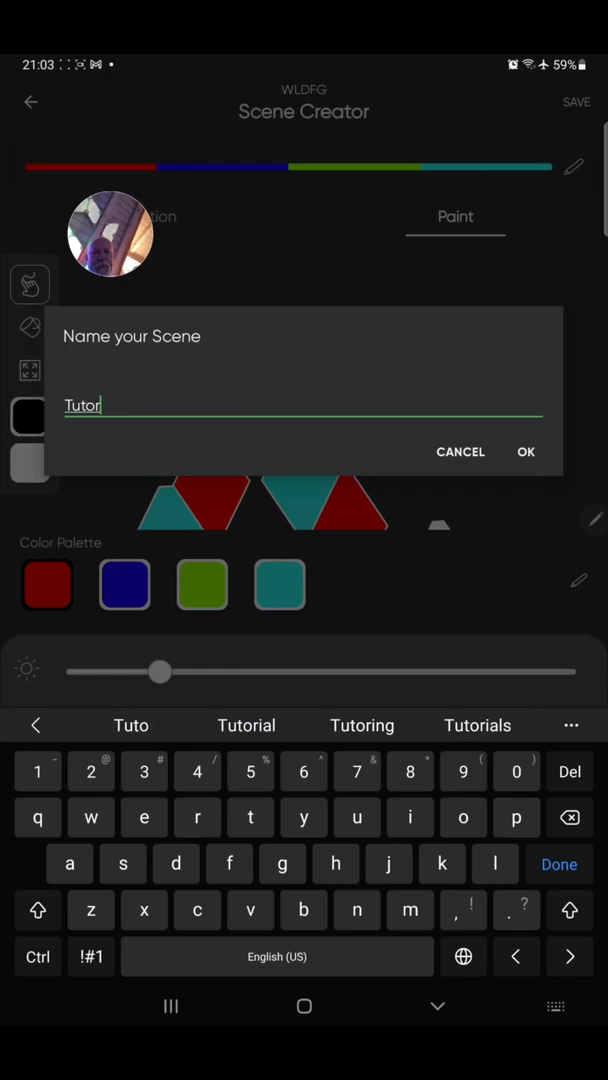 21:03
59%
WLDFG
Scene Creator
SAVE
tion
Paint
Name your Scene
Tutor
CANCEL
OK
Color Palette
Tuto
Tutorial
Tutoring
Tutorials
1 - 2 @ 3 # 4 / 5 % 6 ^ 7 & 8 * 9 ( 0 ) Del
q w e r t y u i o p
a s d f g h j k l Done
z x c v b n m , ! . ?
Ctrl !#1 English (US)